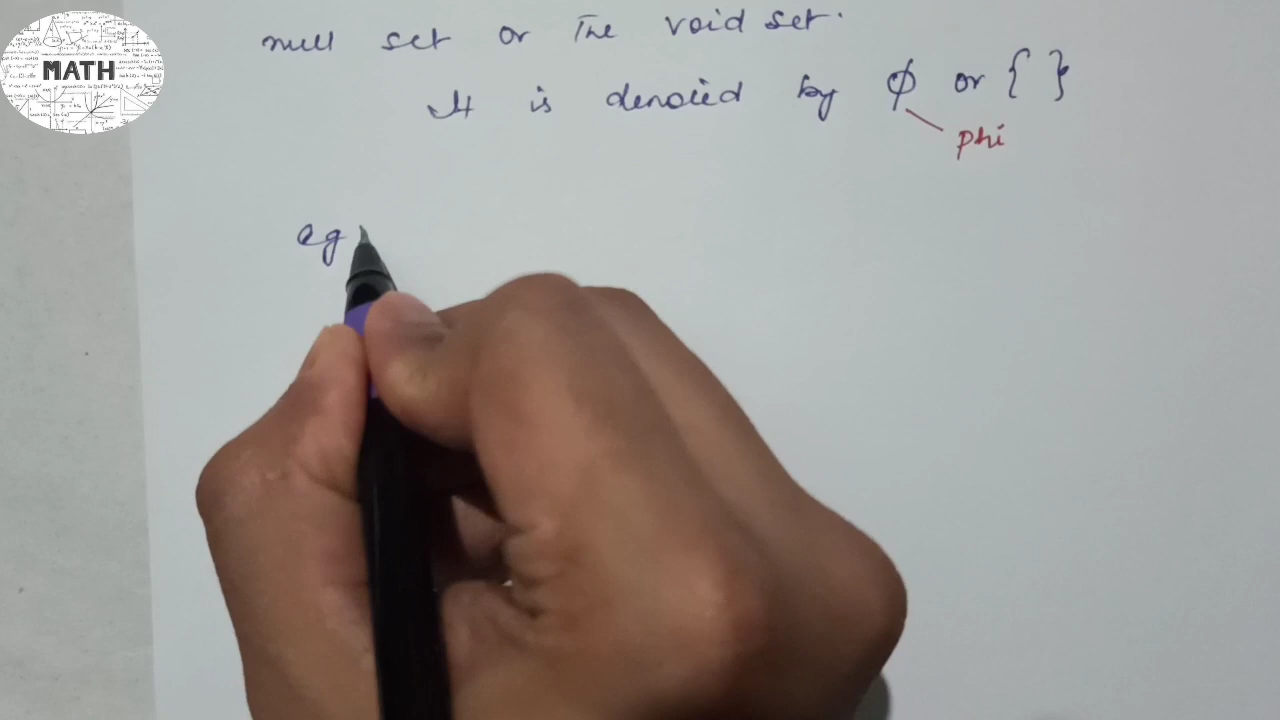 MATH
null set or The void set.
It is denoted by ϕ or { }
phi
eg